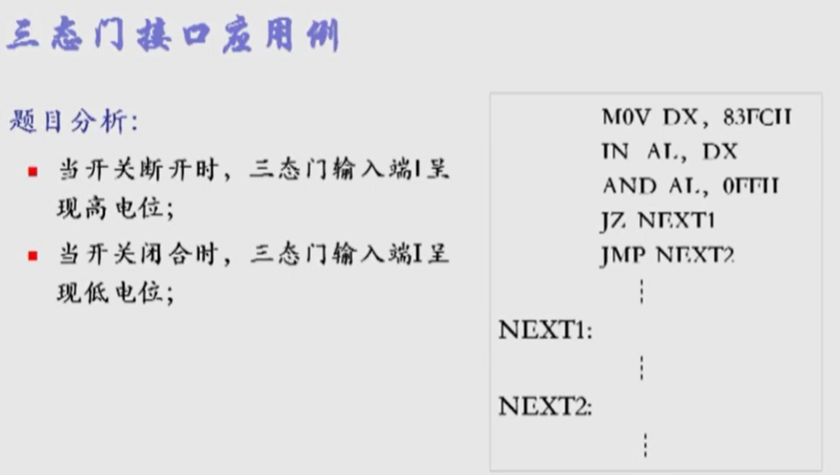 三态门接口应用例
题目分析:
当开关断开时，三态门输入端I呈
现高电位;
当开关闭合时，三态门输入端I呈
现低电位;
MOV DX, 83FCH
IN AL, DX
AND AL, 0FFH
JZ NEXT1
JMP NEXT2
NEXT1:
NEXT2: